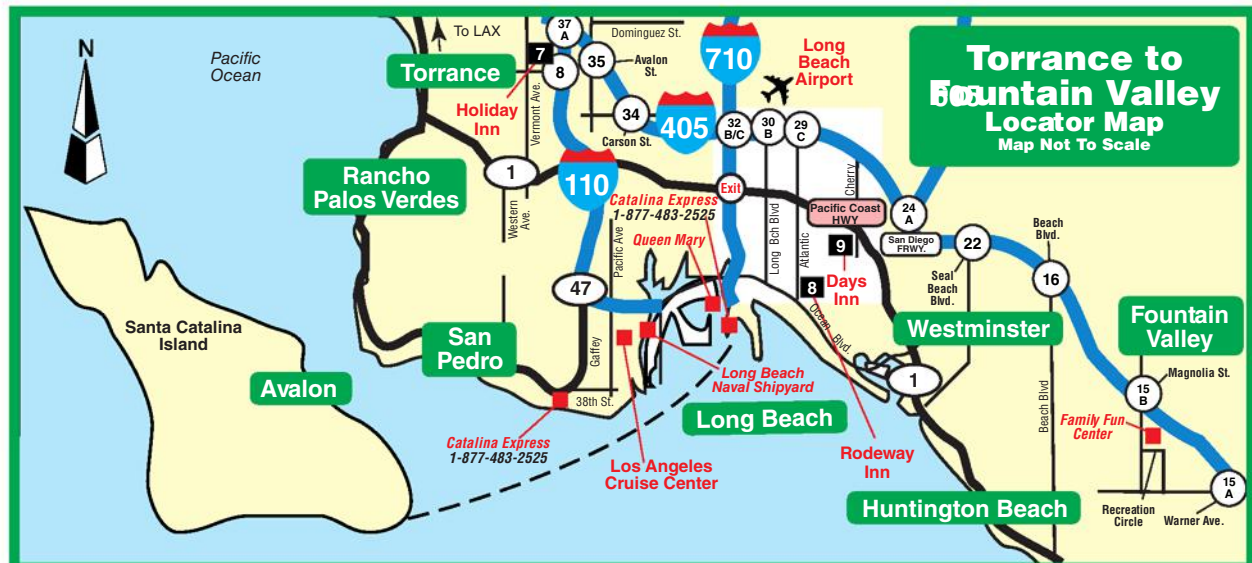 N
Pacific
Ocean
To LAX
37
A
Dominguez St.
7
8
35
Avalon
St.
Torrance
Holiday
Inn
Vermont Ave.
34
Carson St.
405
710
Long
Beach
Airport
32
B/C
30
B
29
C
Torrance to
Fountain Valley
Locator Map
Map Not To Scale
Rancho
Palos Verdes
1
Western
Ave.
110
Catalina Express
1-877-483-2525
Exit
Pacific Ave
Queen Mary
Long Bch Blvd
Atlantic
Cherry
Pacific Coast
HWY
24
A
San Diego
FRWY.
22
Seal
Beach
Blvd.
Beach
Blvd.
16
9
Days
Inn
8
Ocean Blvd.
47
Santa Catalina
Island
Avalon
San
Pedro
Gaffey
38th St.
Long Beach
Naval Shipyard
Long Beach
Westminster
Fountain
Valley
Magnolia St.
15
B
1
Beach Blvd
Family Fun
Center
Catalina Express
1-877-483-2525
Los Angeles
Cruise Center
Rodeway
Inn
Huntington Beach
Recreation
Circle
Warner Ave.
15
A